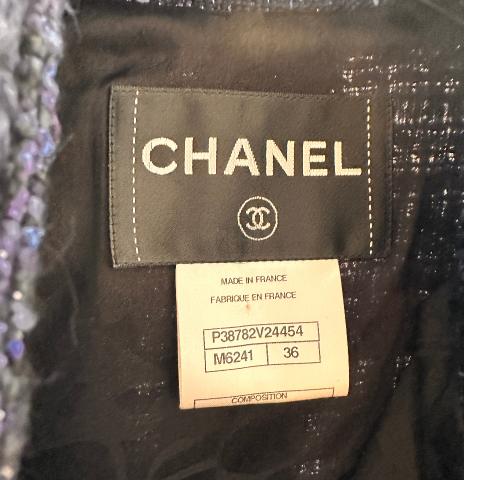 CHANEL
MADE IN FRANCE
FABRIQUE EN FRANCE
P38782V24454
M6241 36
COMPOSITION